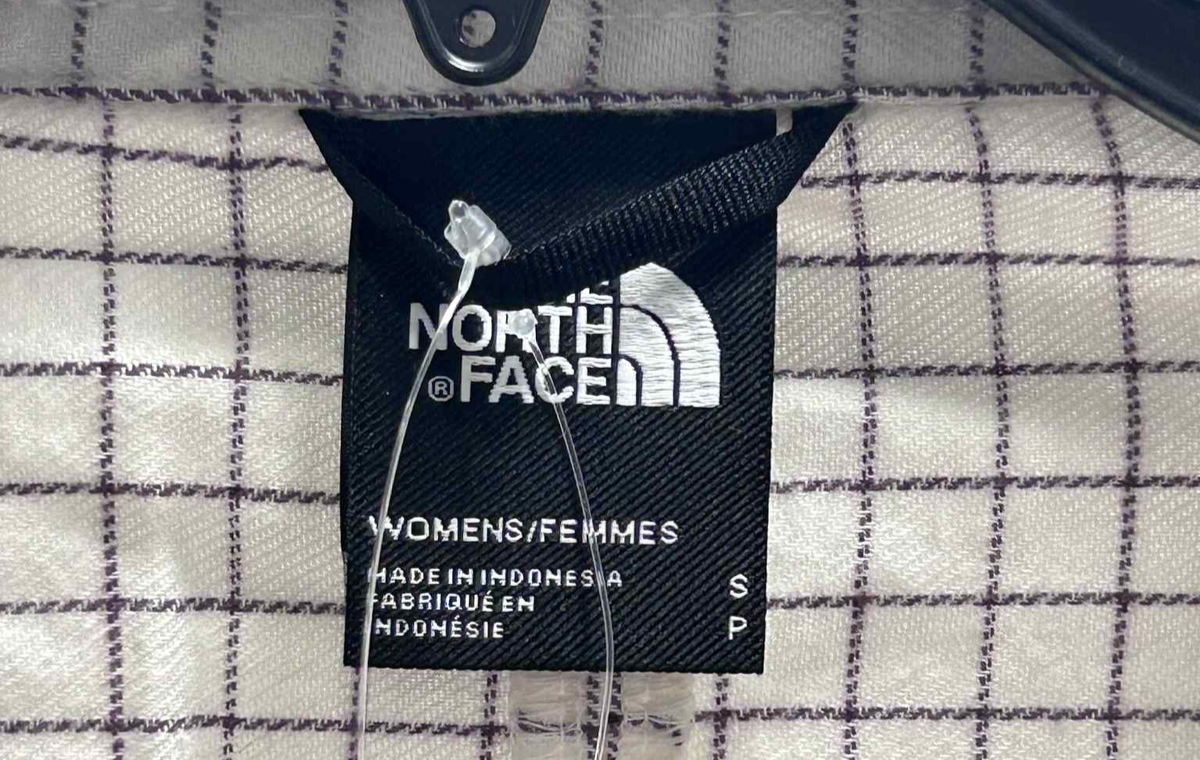 NORTH
®FACE
WOMENS/FEMMES
MADE IN INDONESIA
FABRIQUÉ EN
INDONÉSIE
S
P